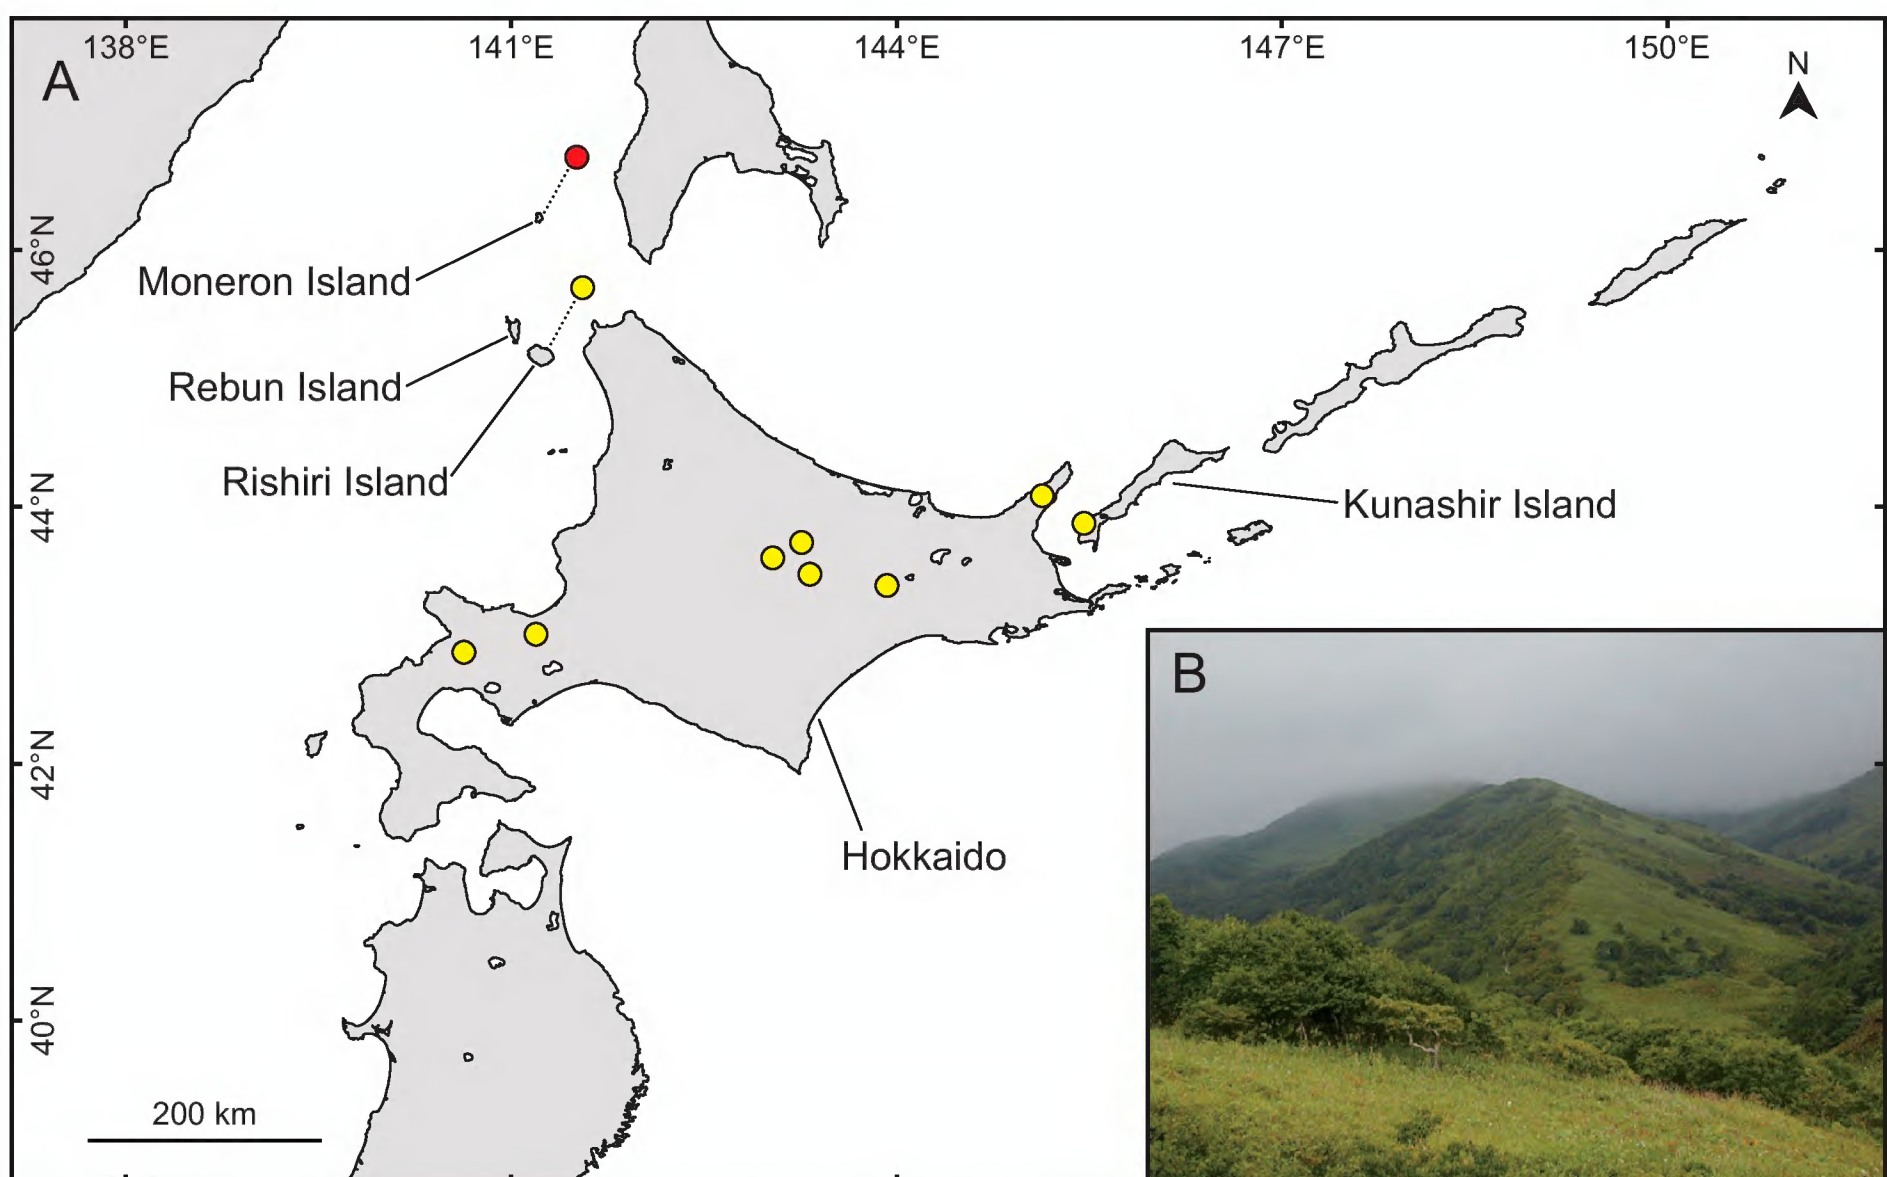 138°E
141°E
144°E
147°E
150°E
A
N
46°N
Moneron Island
Rebun Island
Rishiri Island
44°N
Kunashir Island
B
42°N
Hokkaido
40°N
200 km